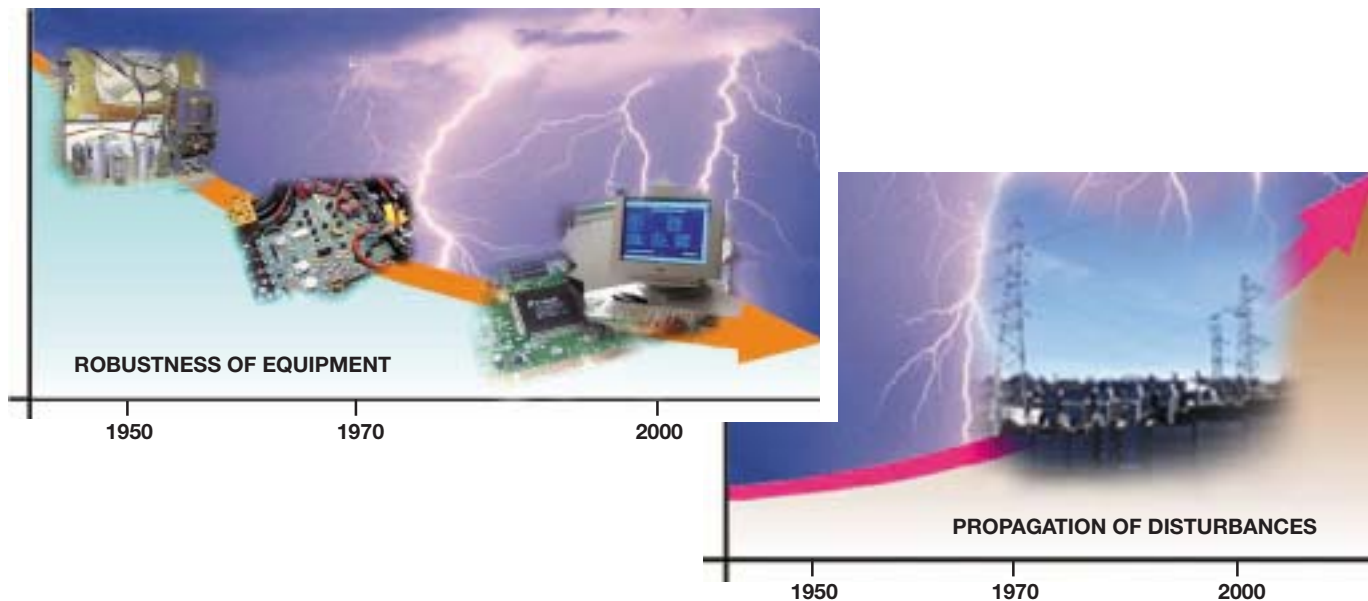 ROBUSTNESS OF EQUIPMENT
1950 1970 2000
PROPAGATION OF DISTURBANCES
1950 1970 2000